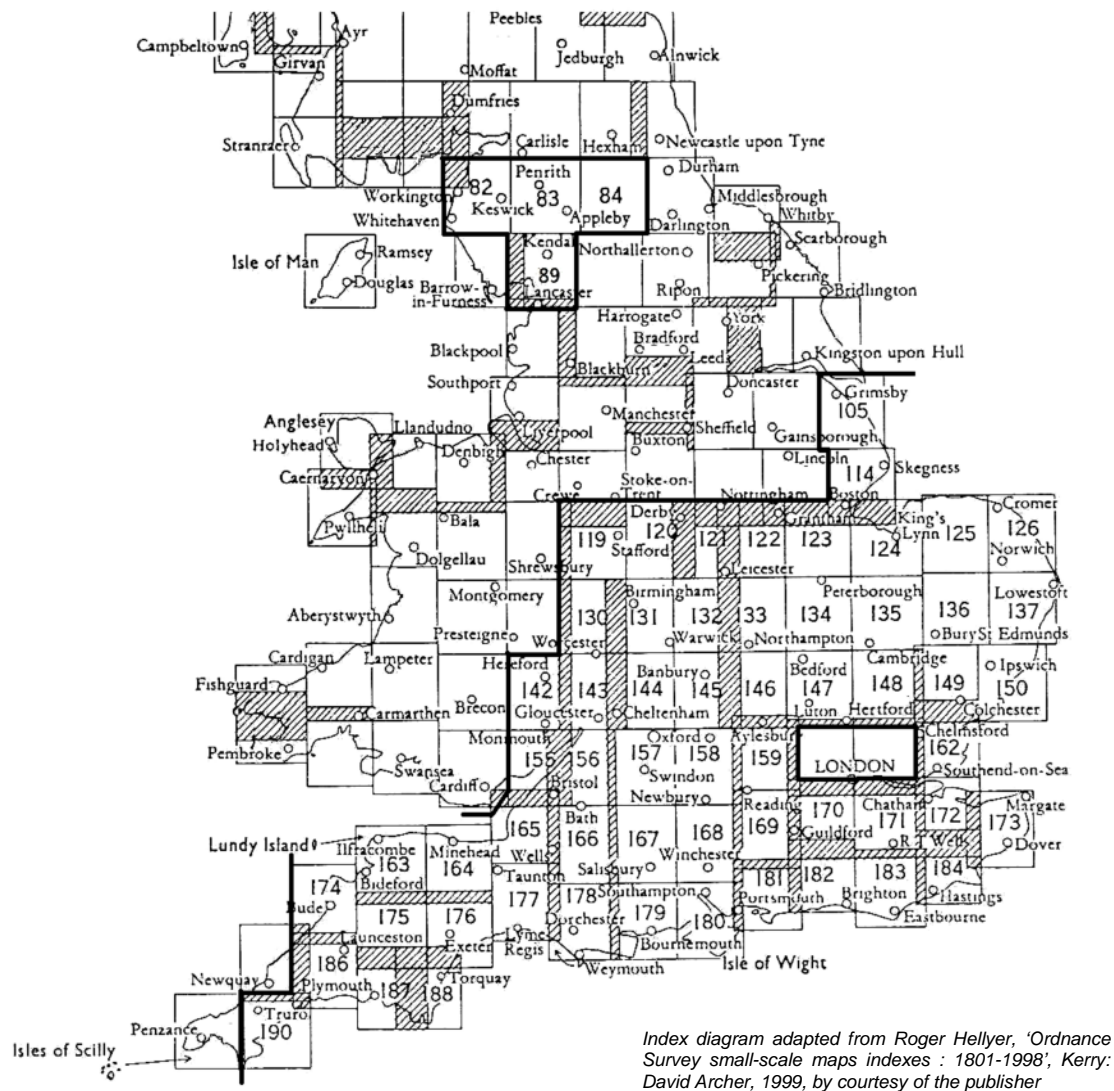 Peebles
Ayr
Campbeltown
Jedburgh
Alnwick
Girvan
Moffat
Dumfries
Stranraer
Carlisle
Hexham
Newcastle upon Tyne
Penrith
Durham
Workington
82
83
84
Middlesbrough
Keswick
Whitehaven
Appleby
Darlington
Whitby
Kendal
Northallerton
Scarborough
Isle of Man
Ramsey
89
Pickering
Douglas
Barrow-
in-Furness
Lancaster
Ripon
Bridlington
Harrogate
York
Blackpool
Bradford
Leeds
Kingston upon Hull
Blackburn
Southport
Doncaster
Grimsby
105
Manchester
Anglesey
Llandudno
Liverpool
Sheffield
Gainsborough
Holyhead
Denbigh
Buxton
Chester
Lincoln
Skegness
Caernarvon
Stoke-on-
Trent
114
Crewe
Nottingham
Boston
Pwllheli
Bala
Derby
Grantham
King's
Lynn
Cromer
119
120
121
122
123
124
125
126
Stafford
Norwich
Dolgellau
Shrewsbury
Leicester
Montgomery
Birmingham
Peterborough
Lowestoft
130
131
132
133
134
135
136
137
Aberystwyth
Presteigne
Worcester
Warwick
Northampton
Bury St Edmunds
Cardigan
Lampeter
Hereford
Banbury
Bedford
Cambridge
Ipswich
Fishguard
142
143
144
145
146
147
148
149
150
Brecon
Carmarthen
Gloucester
Cheltenham
Luton
Hertford
Colchester
Pembroke
Monmouth
Oxford
Aylesbury
Chelmsford
155
156
157
158
159
162
Swansea
Swindon
LONDON
Southend-on-Sea
Cardiff
Bristol
Newbury
Reading
Chatham
Margate
165
Bath
166
167
168
169
170
171
172
173
Guildford
R.
Wells
Dover
Lundy Island
Ilfracombe
163
Minehead
164
Wells
Taunton
Salisbury
Winchester
174
Bideford
177
178
Southampton
181
182
183
184
Bude
175
176
Dorchester
179
180
Portsmouth
Brighton
Hastings
Launceston
Exeter
Lyme
Regis
Bournemouth
Eastbourne
186
Weymouth
Isle of Wight
Newquay
Plymouth
187
188
Torquay
Penzance
Truro
190
Isles of Scilly
Index diagram adapted from Roger Hellyer, ‘Ordnance
Survey small-scale maps indexes : 1801-1998’, Kerry:
David Archer, 1999, by courtesy of the publisher